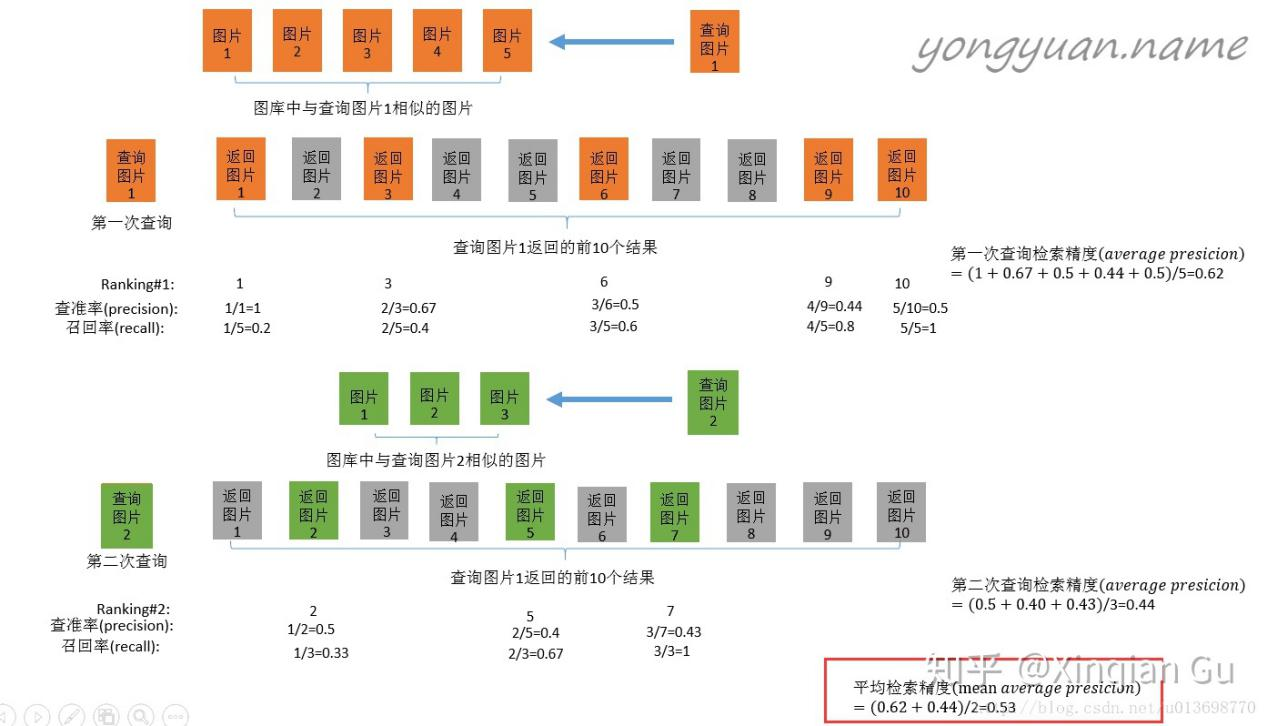 图片 1
图片 2
图片 3
图片 4
图片 5
查询图片 1
yongyuan.name
图库中与查询图片1相似的图片
查询图片 1
返回图片 1
返回图片 2
返回图片 3
返回图片 4
返回图片 5
返回图片 6
返回图片 7
返回图片 8
返回图片 9
返回图片 10
第一次查询
查询图片1返回的前10个结果
第一次查询检索精度(average presicion)
= (1 + 0.67 + 0.5 + 0.44 + 0.5)/5=0.62
Ranking#1: 1 3 6 9 10
查准率(precision): 1/1=1 2/3=0.67 3/6=0.5 4/9=0.44 5/10=0.5
召回率(recall): 1/5=0.2 2/5=0.4 3/5=0.6 4/5=0.8 5/5=1
图片 1
图片 2
图片 3
查询图片 2
图库中与查询图片2相似的图片
查询图片 2
返回图片 1
返回图片 2
返回图片 3
返回图片 4
返回图片 5
返回图片 6
返回图片 7
返回图片 8
返回图片 9
返回图片 10
第二次查询
查询图片1返回的前10个结果
第二次查询检索精度(average presicion)
= (0.5 + 0.40 + 0.43)/3=0.44
Ranking#2: 2 5 7
查准率(precision): 1/2=0.5 2/5=0.4 3/7=0.43
召回率(recall): 1/3=0.33 2/3=0.67 3/3=1
知乎 @Xinqian Gu
平均检索精度(mean average presicion)
= (0.62 + 0.44)/2=0.53
http://blog.csdn.net/u013698770